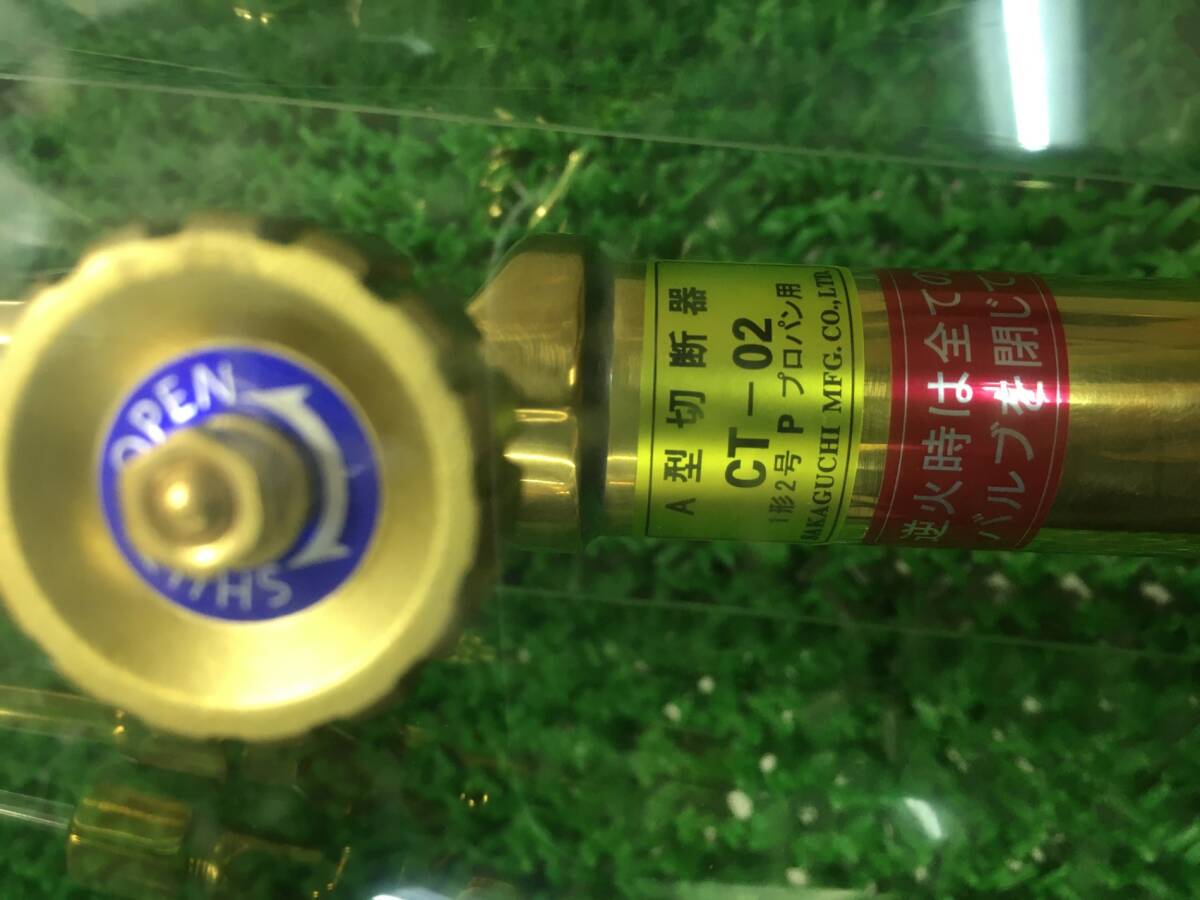 OPEN
SHUT
A型切断器
CT-02
1形2号 P プロパン用
SAKAGUCHI MFG. CO., LTD.
逆火時は全ての
バルブを閉じて